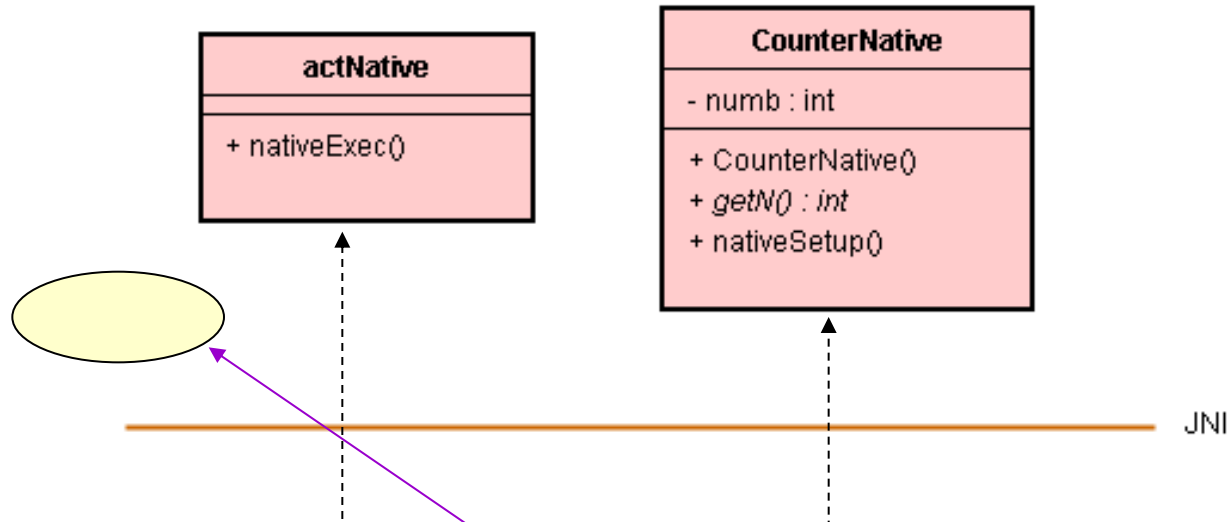 actNative
+ nativeExec()
CounterNative
- numb : int
+ CounterNative()
+ getN() : int
+ nativeSetup()
JNI